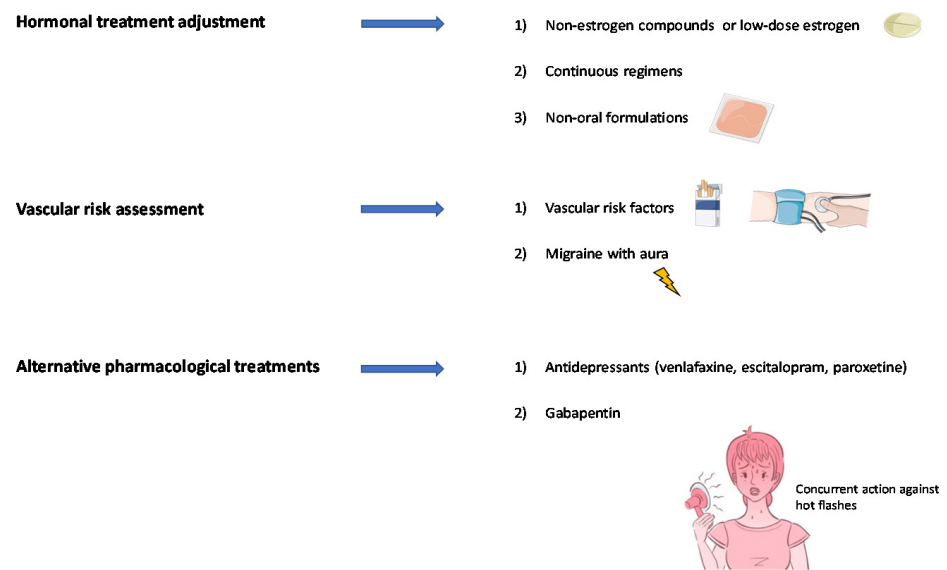 Hormonal treatment adjustment
1) Non-estrogen compounds or low-dose estrogen
2) Continuous regimens
3) Non-oral formulations
Vascular risk assessment
1) Vascular risk factors
2) Migraine with aura
Alternative pharmacological treatments
1) Antidepressants (venlafaxine, escitalopram, paroxetine)
2) Gabapentin
Concurrent action against
hot flashes